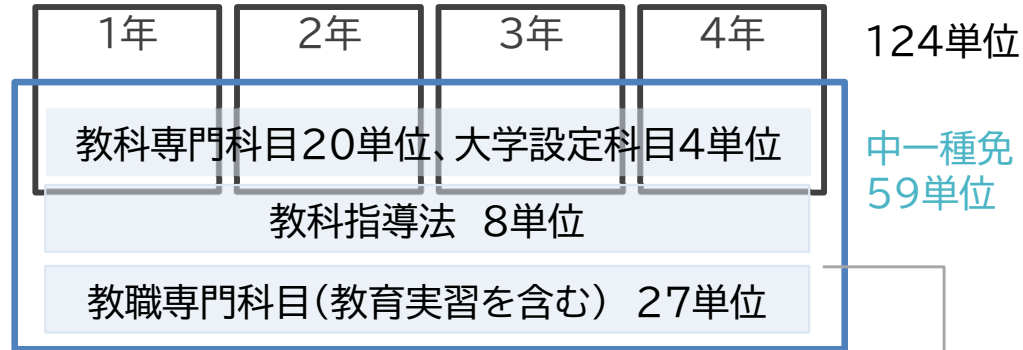 1年 2年 3年 4年 124単位
教科専門科目20単位、大学設定科目4単位
中一種免
59単位
教科指導法 8単位
教職専門科目(教育実習を含む) 27単位